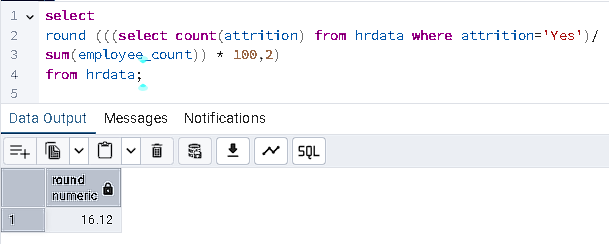 1 select
2 round (((select count(attrition) from hrdata where attrition='Yes')/
3 sum(employee_count)) * 100,2)
4 from hrdata;
5
Data Output Messages Notifications
SQL
round
numeric
1 16.12